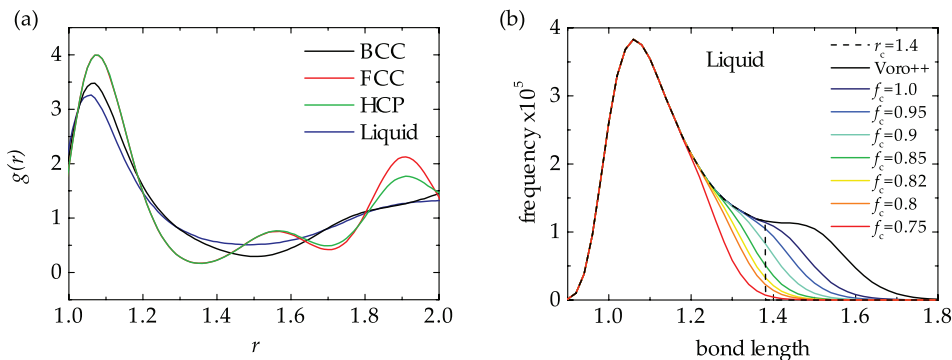 (a)
BCC
FCC
HCP
Liquid
g(r)
4
3
2
1
0
1.0 1.2 1.4 1.6 1.8 2.0
r
(b)
Liquid
r_c=1.4
Voro++
f_c=1.0
f_c=0.95
f_c=0.9
f_c=0.85
f_c=0.82
f_c=0.8
f_c=0.75
frequency x10^5
4
3
2
1
0
1.0 1.2 1.4 1.6 1.8
bond length